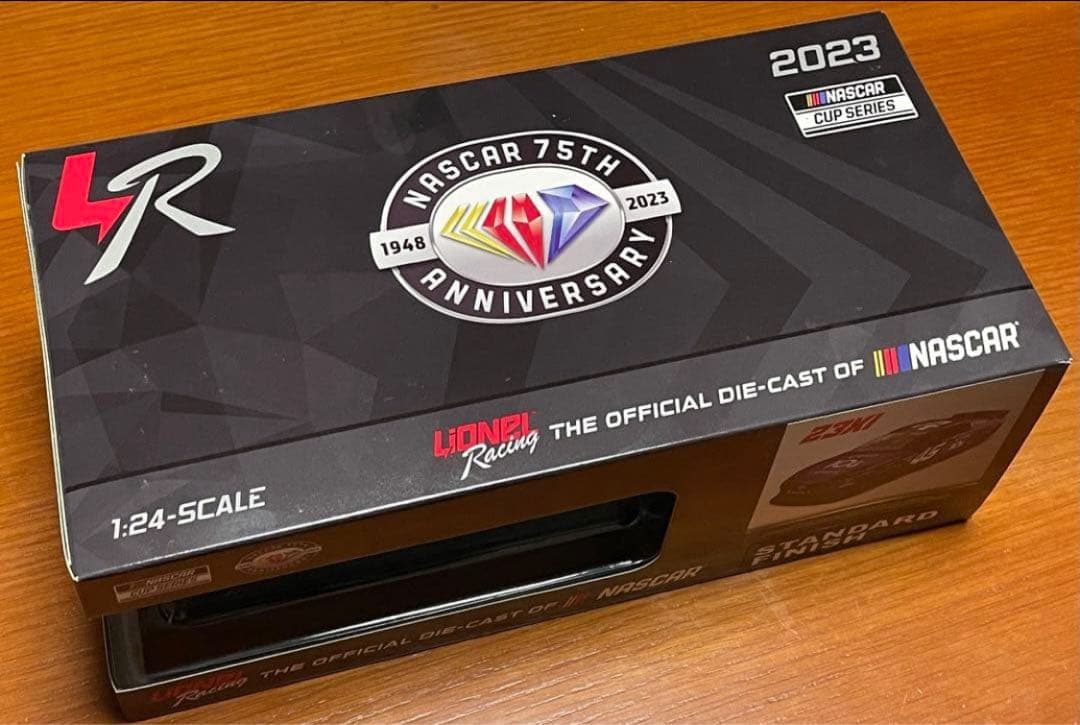 2023
NASCAR
CUP SERIES
LR
NASCAR 75TH
1948
2023
ANNIVERSARY
LIONEL
Racing
THE OFFICIAL DIE-CAST OF NASCAR
1:24-SCALE
23XI
45
STANDARD
FINISH
NASCAR
CUP SERIES
LIONEL
Racing
THE OFFICIAL DIE-CAST OF NASCAR